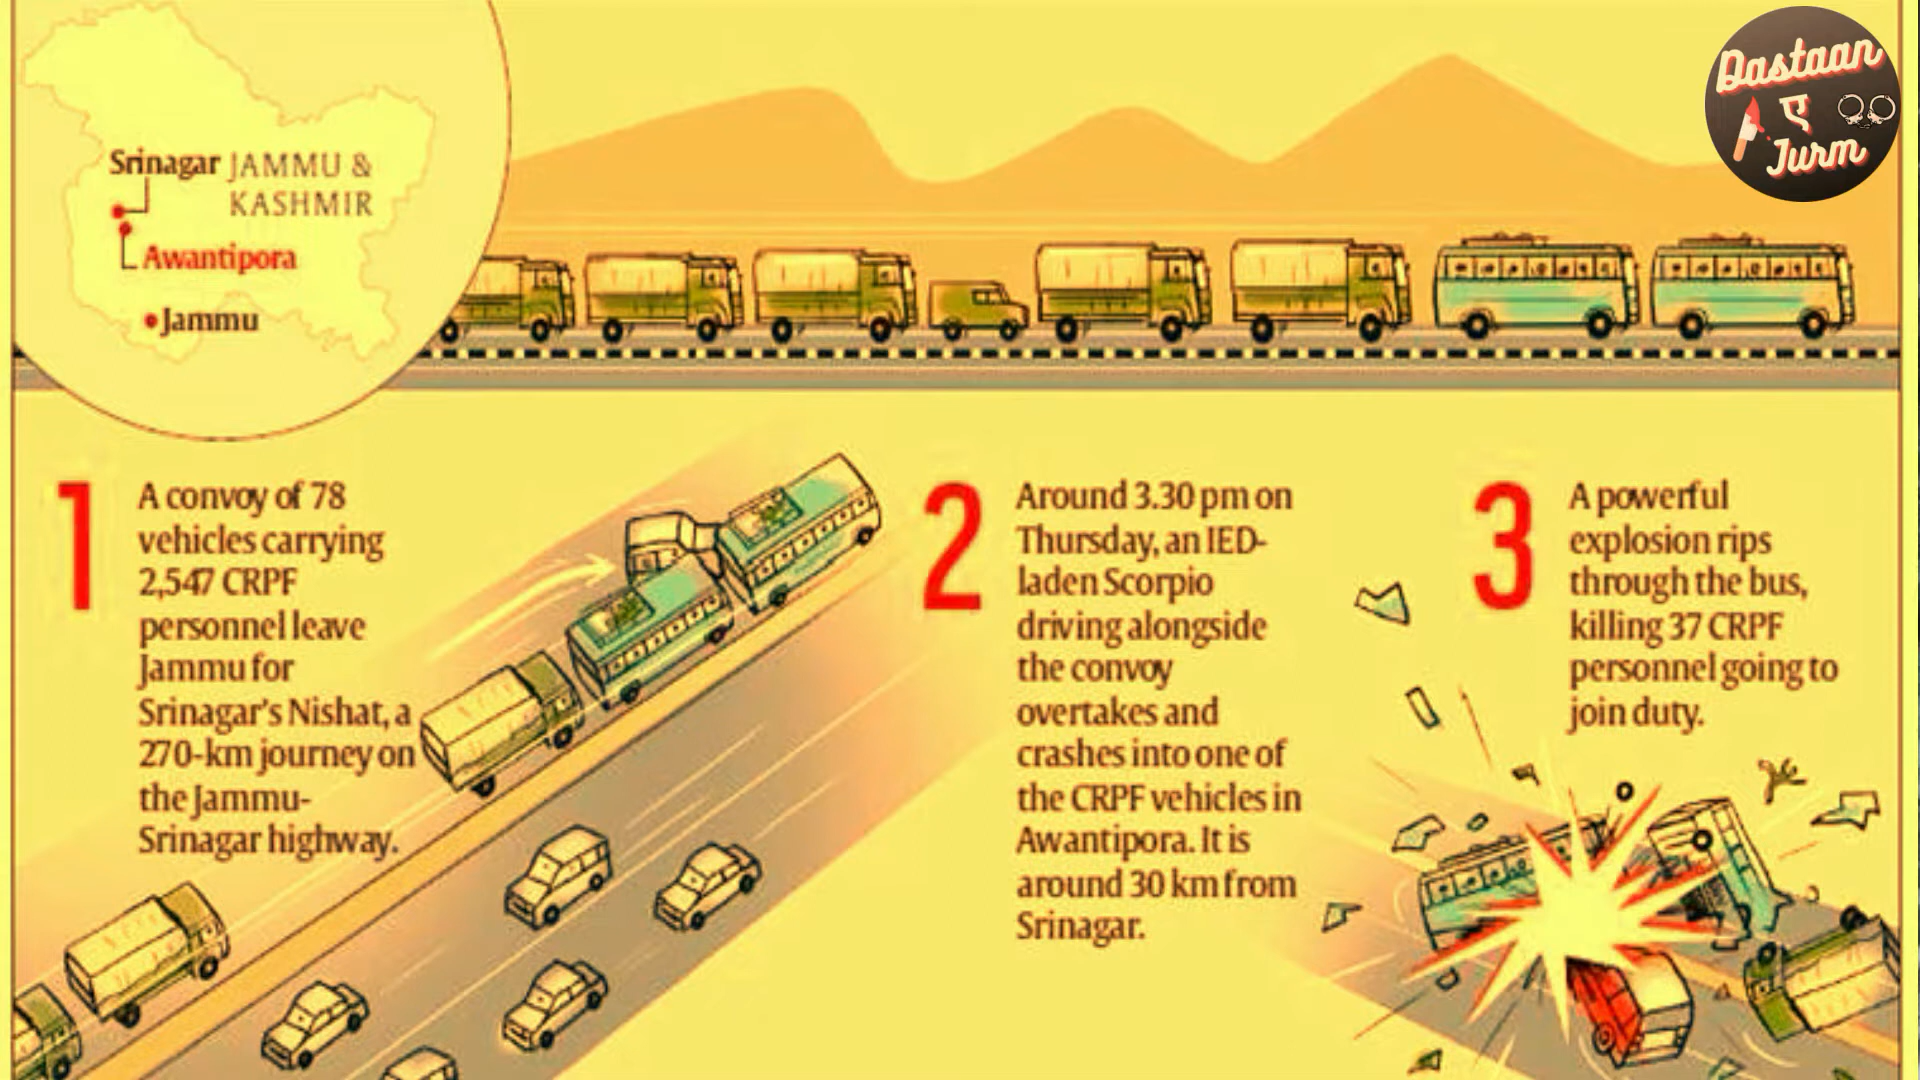 Dastaan
ए
Jurm
Srinagar JAMMU &
KASHMIR
Awantipora
Jammu
1
A convoy of 78
vehicles carrying
2,547 CRPF
personnel leave
Jammu for
Srinagar's Nishat, a
270-km journey on
the Jammu-
Srinagar highway.
2
Around 3.30 pm on
Thursday, an IED-
laden Scorpio
driving alongside
the convoy
overtakes and
crashes into one of
the CRPF vehicles in
Awantipora. It is
around 30 km from
Srinagar.
3
A powerful
explosion rips
through the bus,
killing 37 CRPF
personnel going to
join duty.